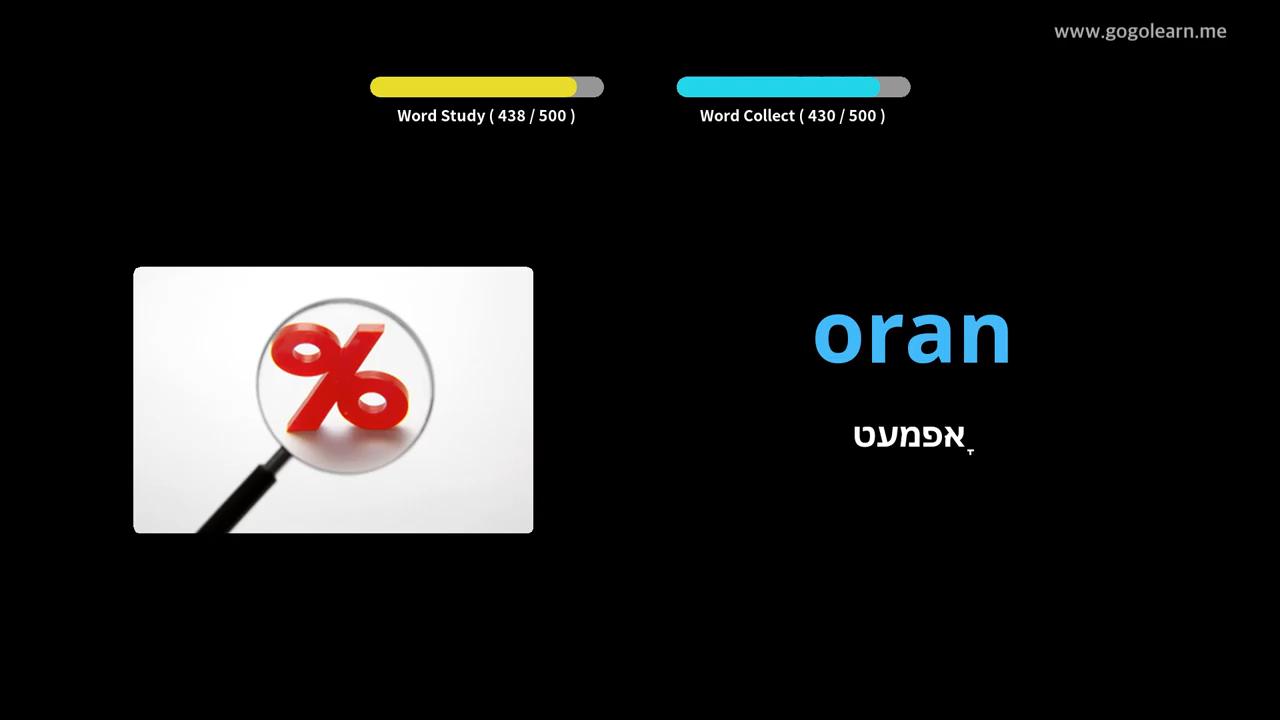 www.gogolearn.me
Word Study ( 438 / 500 )
Word Collect ( 430 / 500 )
%
oran
אָפּמעט